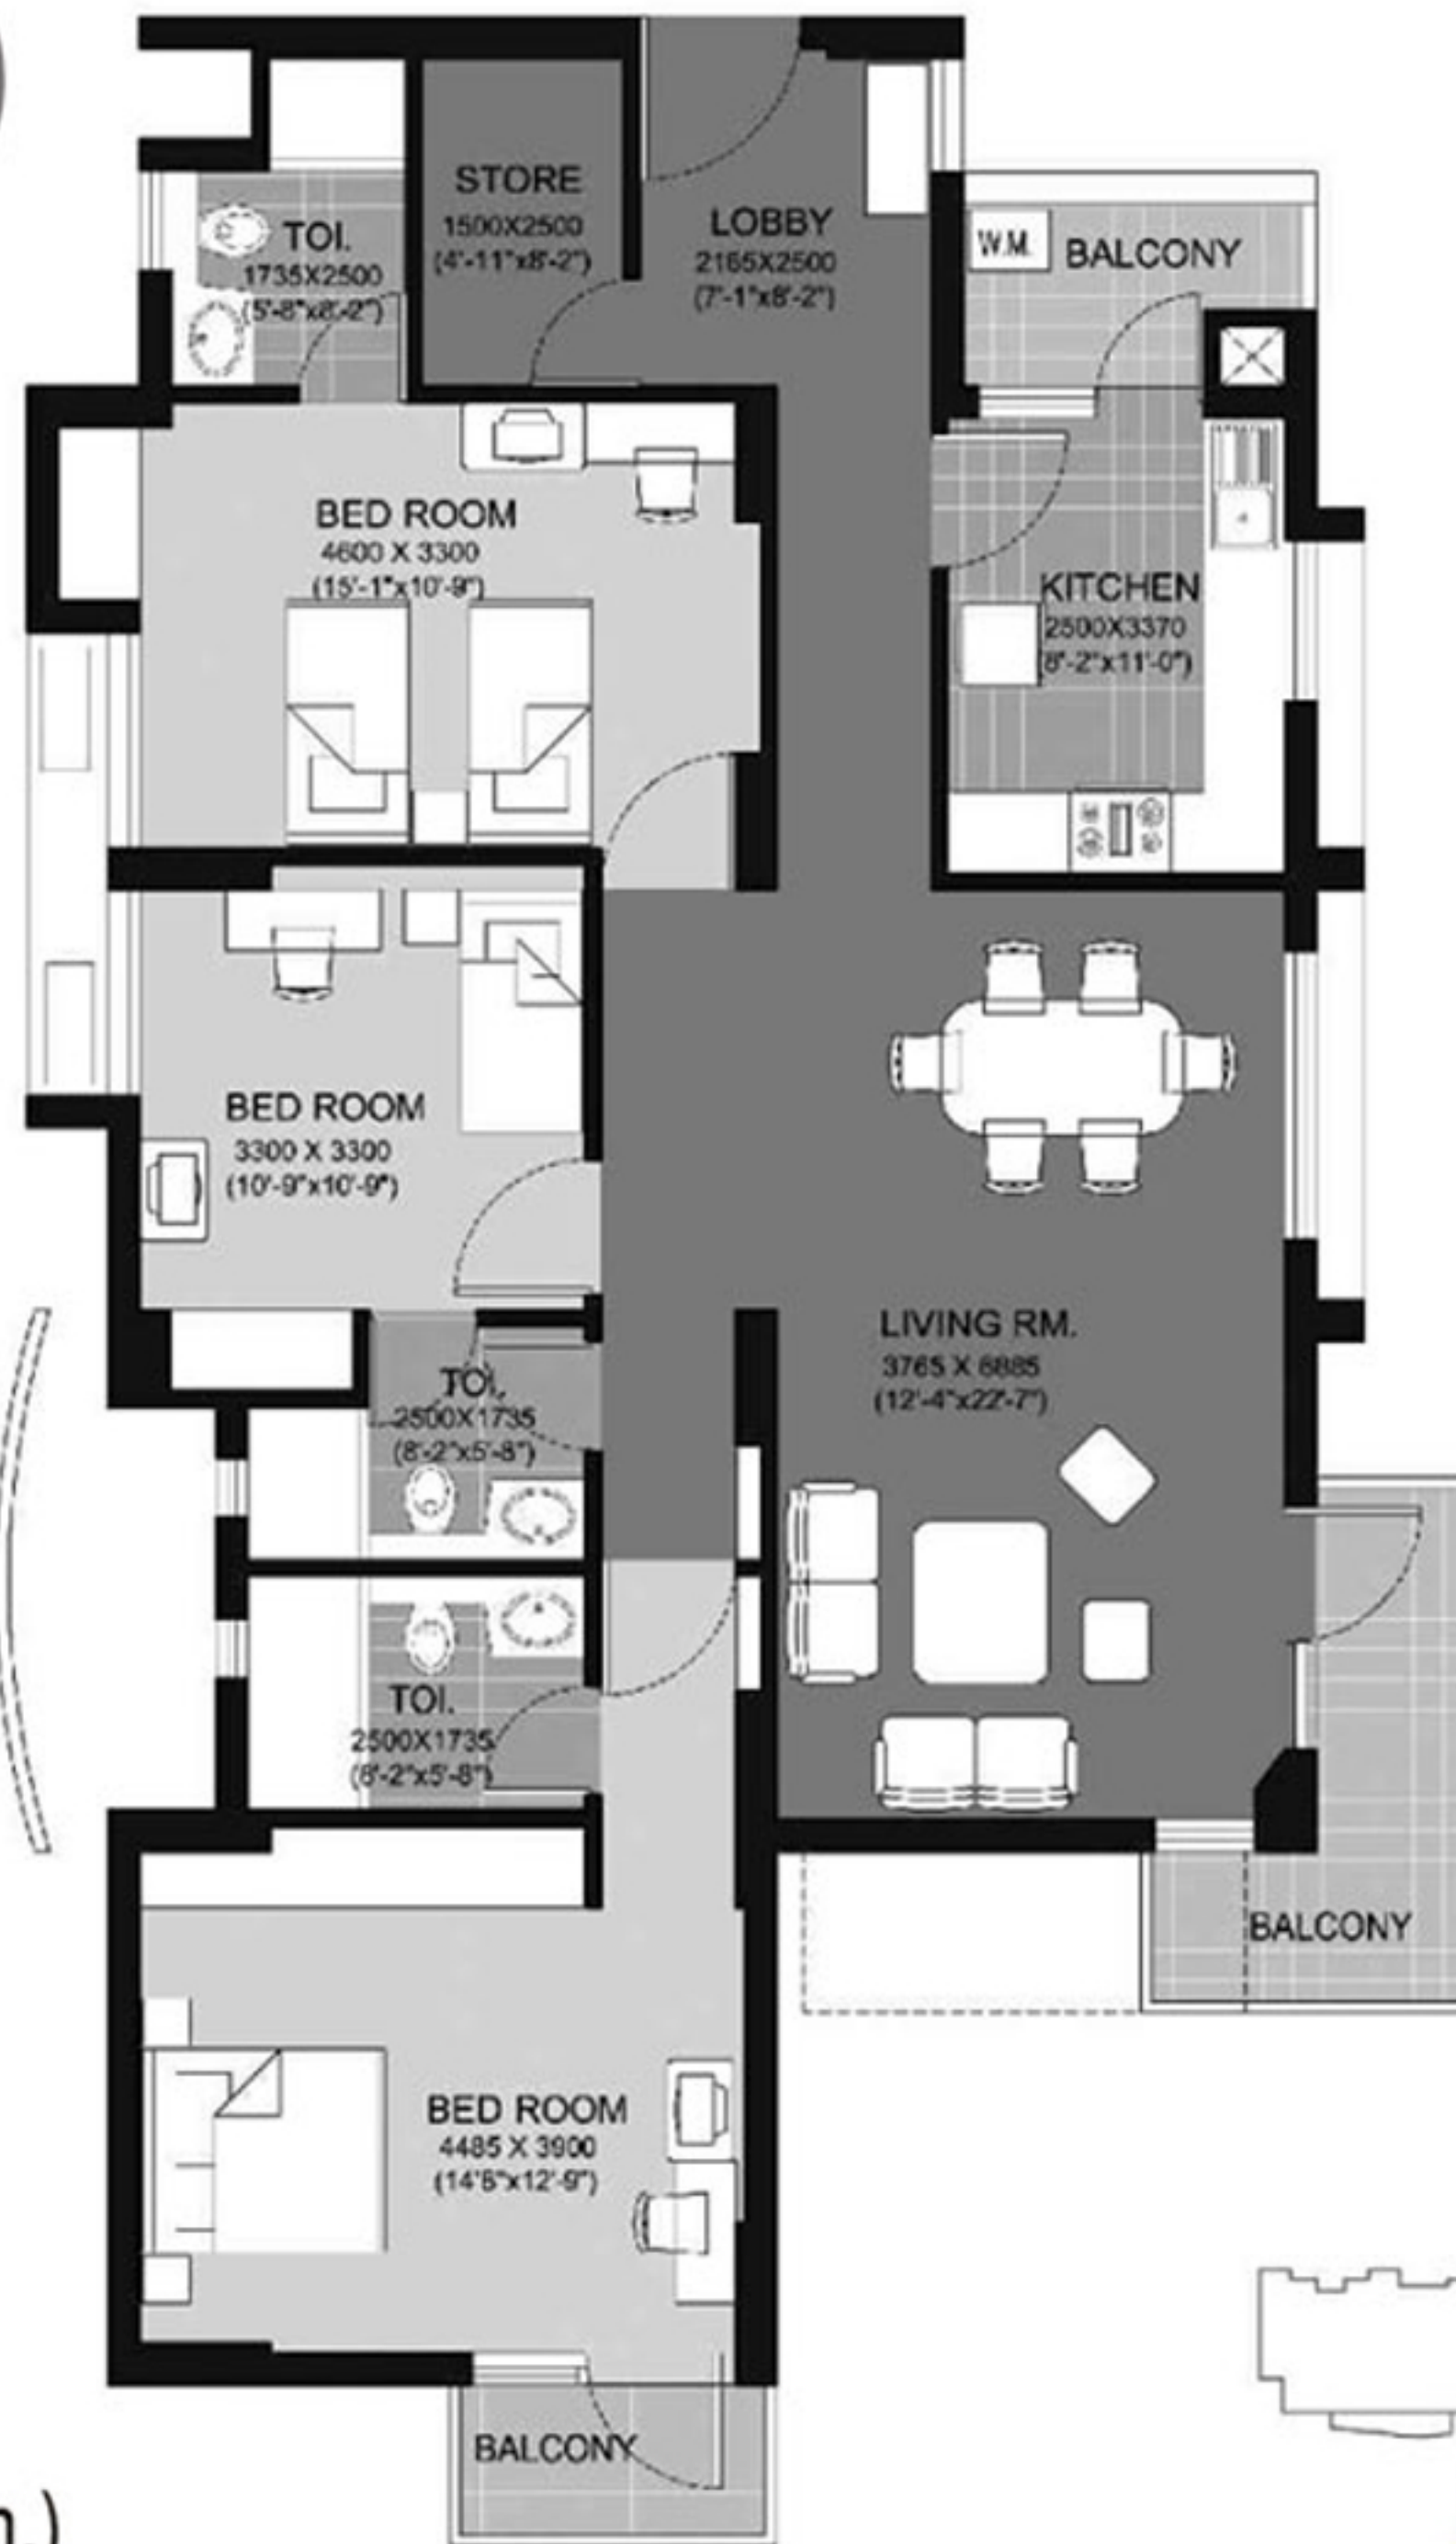 STORE
1500X2500
(4'-11"x8'-2")
TOI.
1735X2500
(5'-8"x8'-2")
LOBBY
2165X2500
(7'-1"x8'-2")
W.M.
BALCONY
BED ROOM
4600 X 3300
(15'-1"x10'-9")
KITCHEN
2500X3370
(8'-2"x11'-0")
BED ROOM
3300 X 3300
(10'-9"x10'-9")
LIVING RM.
3765 X 6885
(12'-4"x22'-7")
TOI.
2500X1735
(8'-2"x5'-8")
TOI.
2500X1735
(8'-2"x5'-8")
BALCONY
BED ROOM
4485 X 3900
(14'8"x12'-9")
BALCONY